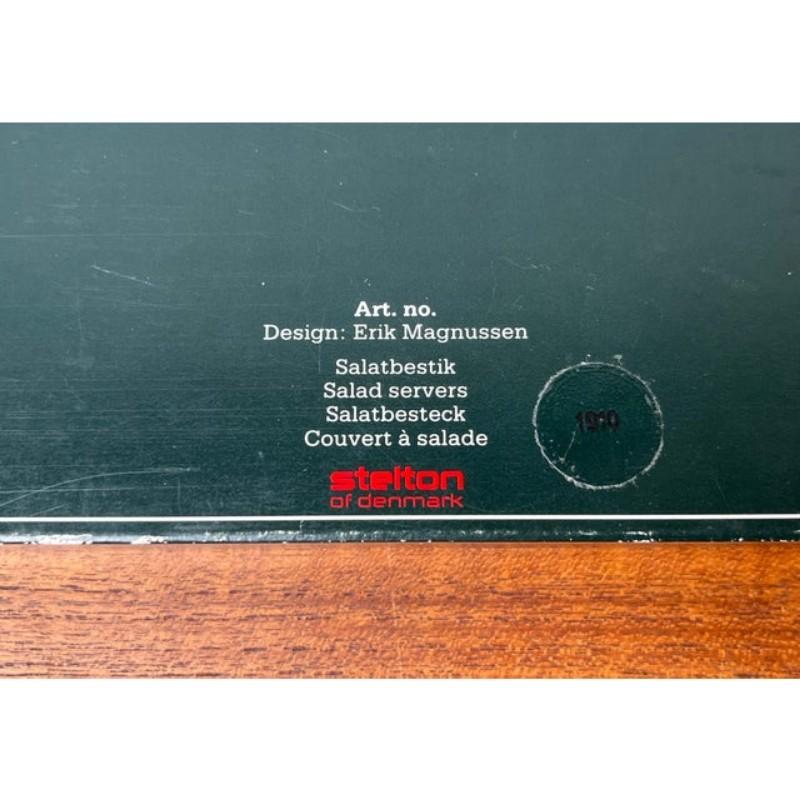 Art. no.
Design: Erik Magnussen
Salatbestik
Salad servers
Salatbesteck
Couvert à salade
stelton
of denmark